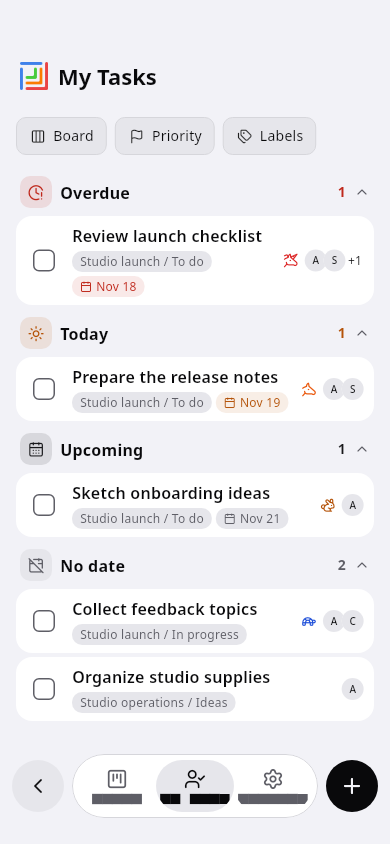 My Tasks
Board Priority Labels
Overdue 1
Review launch checklist
Studio launch / To do
A S +1
Nov 18
Today 1
Prepare the release notes
Studio launch / To do Nov 19
A S
Upcoming 1
Sketch onboarding ideas
Studio launch / To do Nov 21
A
No date 2
Collect feedback topics
Studio launch / In progress
A C
Organize studio supplies
Studio operations / Ideas
A